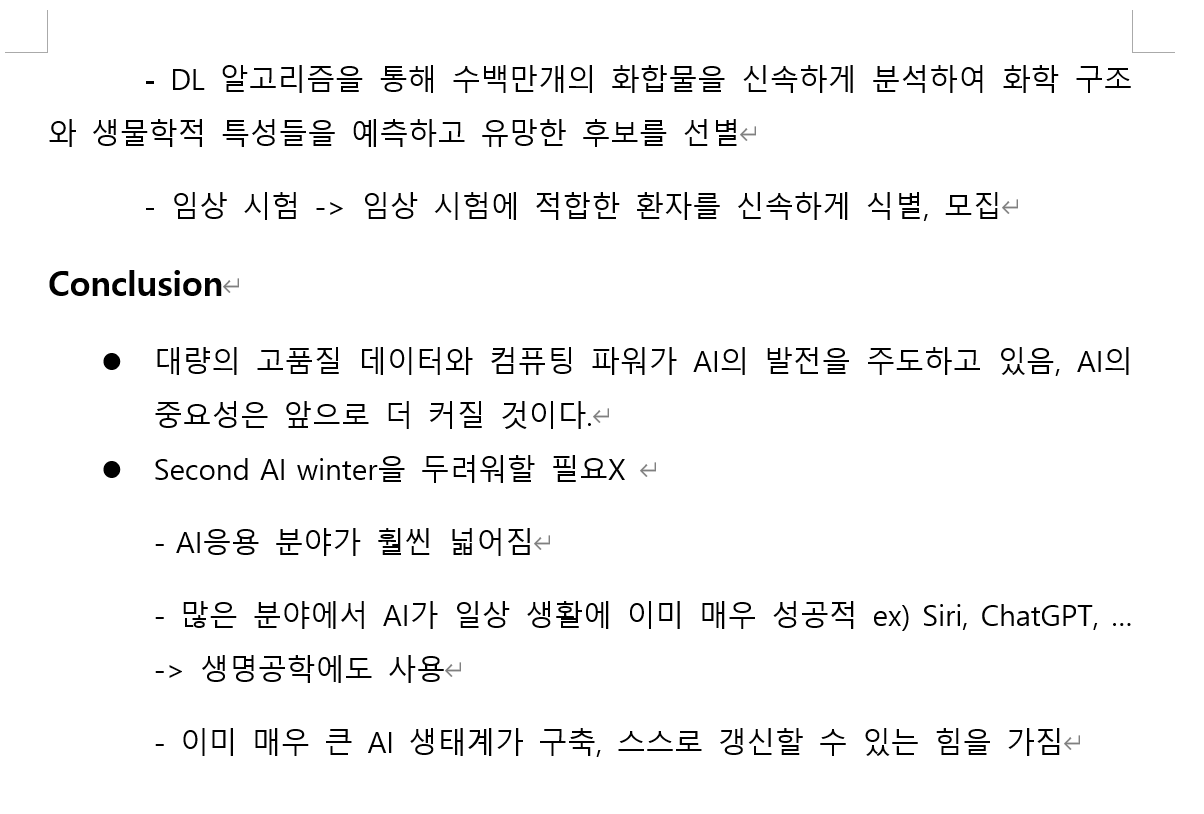 - DL 알고리즘을 통해 수백만개의 화합물을 신속하게 분석하여 화학 구조
와 생물학적 특성들을 예측하고 유망한 후보를 선별↵
- 임상 시험 -> 임상 시험에 적합한 환자를 신속하게 식별, 모집↵
Conclusion↵
● 대량의 고품질 데이터와 컴퓨팅 파워가 AI의 발전을 주도하고 있음, AI의
중요성은 앞으로 더 커질 것이다.↵
● Second AI winter을 두려워할 필요X ↵
- AI응용 분야가 훨씬 넓어짐↵
- 많은 분야에서 AI가 일상 생활에 이미 매우 성공적 ex) Siri, ChatGPT, …
-> 생명공학에도 사용↵
- 이미 매우 큰 AI 생태계가 구축, 스스로 갱신할 수 있는 힘을 가짐↵